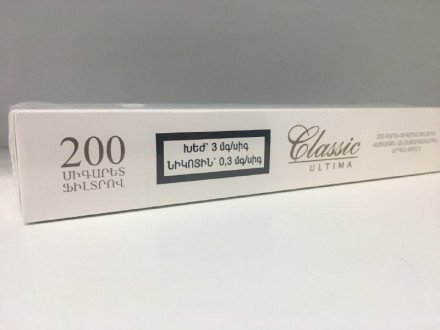 200
ՍԻԳԱՐԵՏ
ՖԻԼՏՐՈՎ
ԽԵԺ՝ 3 մգ/սիգ
ՆԻԿՈՏԻՆ՝ 0,3 մգ/սիգ
Classic
ULTIMA